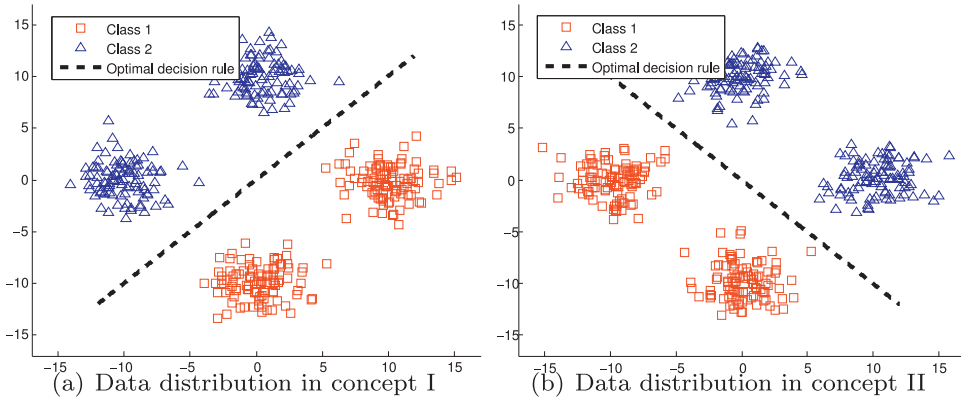 Class 1
Class 2
Optimal decision rule
15
10
5
0
−5
−10
−15
−15 −10 −5 0 5 10 15
(a) Data distribution in concept I
Class 1
Class 2
Optimal decision rule
15
10
5
0
−5
−10
−15
−15 −10 −5 0 5 10 15
(b) Data distribution in concept II